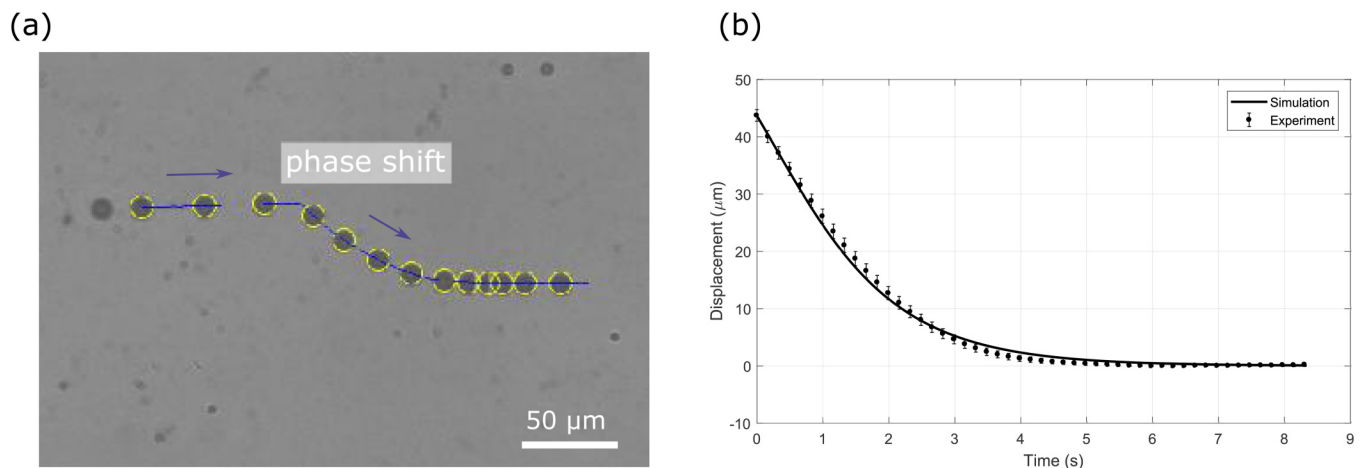 (a)
phase shift
50 µm
(b)
50
40
30
20
10
0
-10
Displacement (µm)
Simulation
Experiment
0 1 2 3 4 5 6 7 8 9
Time (s)